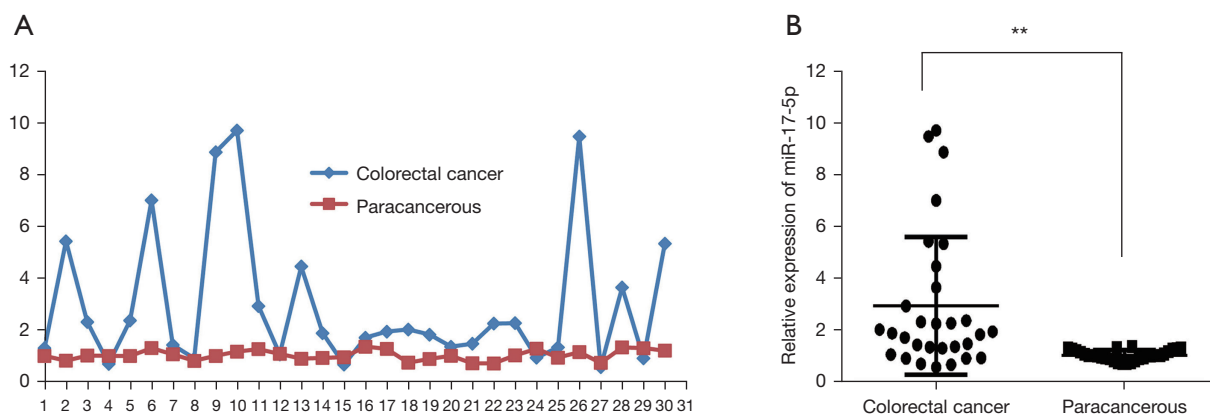 A
12
10
8
6
4
2
0
Colorectal cancer
Paracancerous
1 2 3 4 5 6 7 8 9 10 11 12 13 14 15 16 17 18 19 20 21 22 23 24 25 26 27 28 29 30 31
B
**
Relative expression of miR-17-5p
12
10
8
6
4
2
0
Colorectal cancer Paracancerous